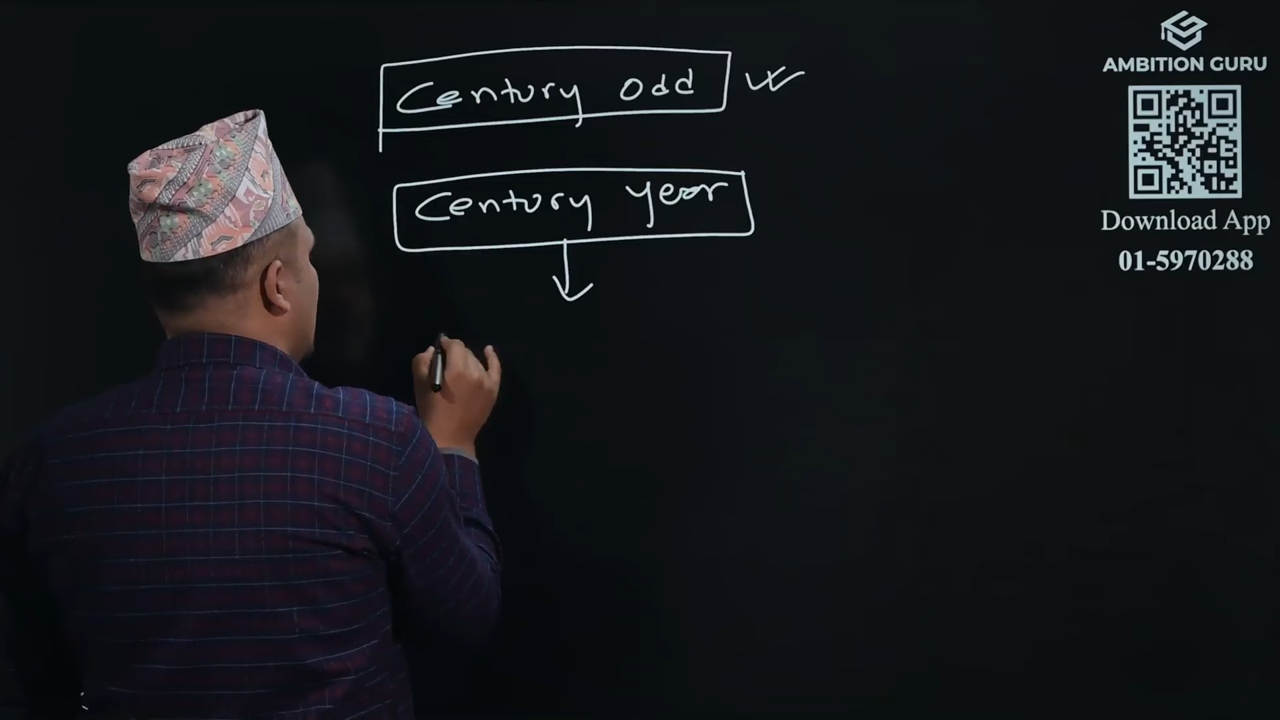 Century odd
Century year
AMBITION GURU
Download App
01-5970288